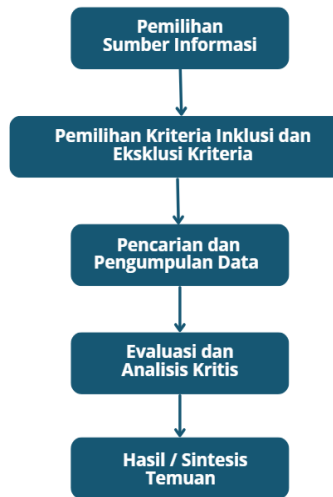 Pemilihan
Sumber Informasi
Pemilihan Kriteria Inklusi dan
Eksklusi Kriteria
Pencarian dan
Pengumpulan Data
Evaluasi dan
Analisis Kritis
Hasil / Sintesis
Temuan